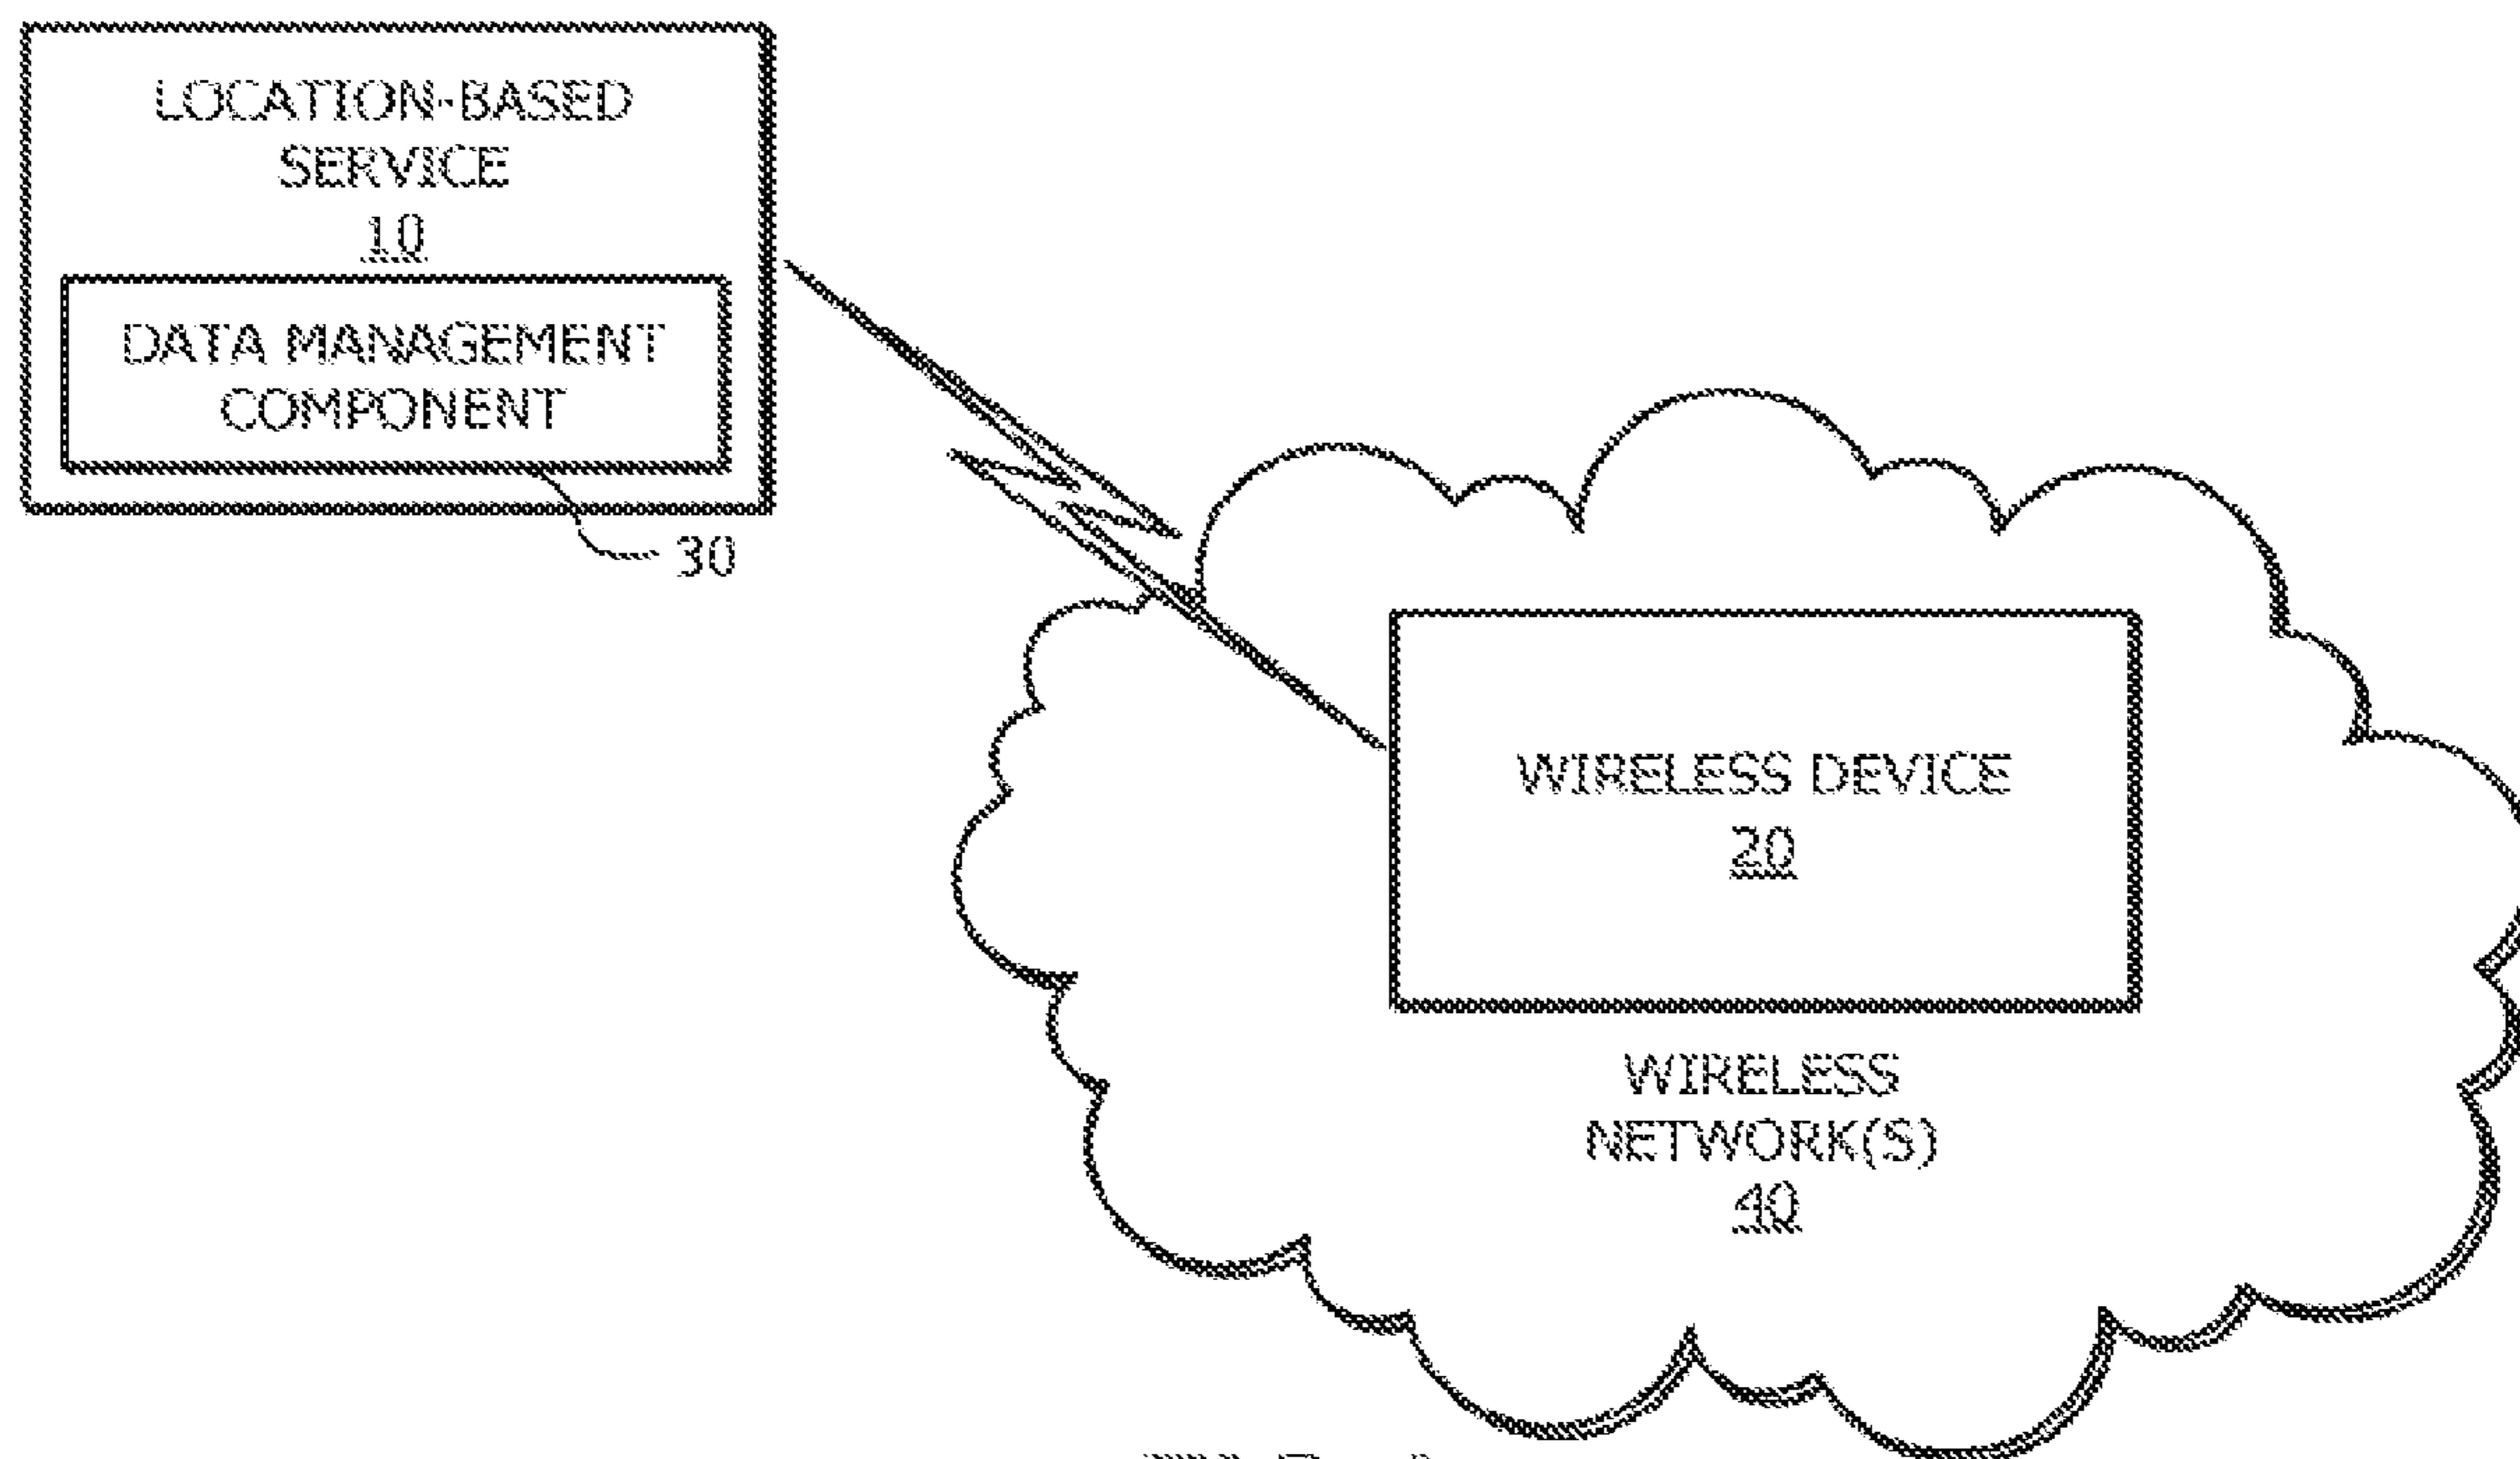 LOCATION-BASED
SERVICE
10
DATA MANAGEMENT
COMPONENT
30
WIRELESS DEVICE
20
WIRELESS
NETWORK(S)
40